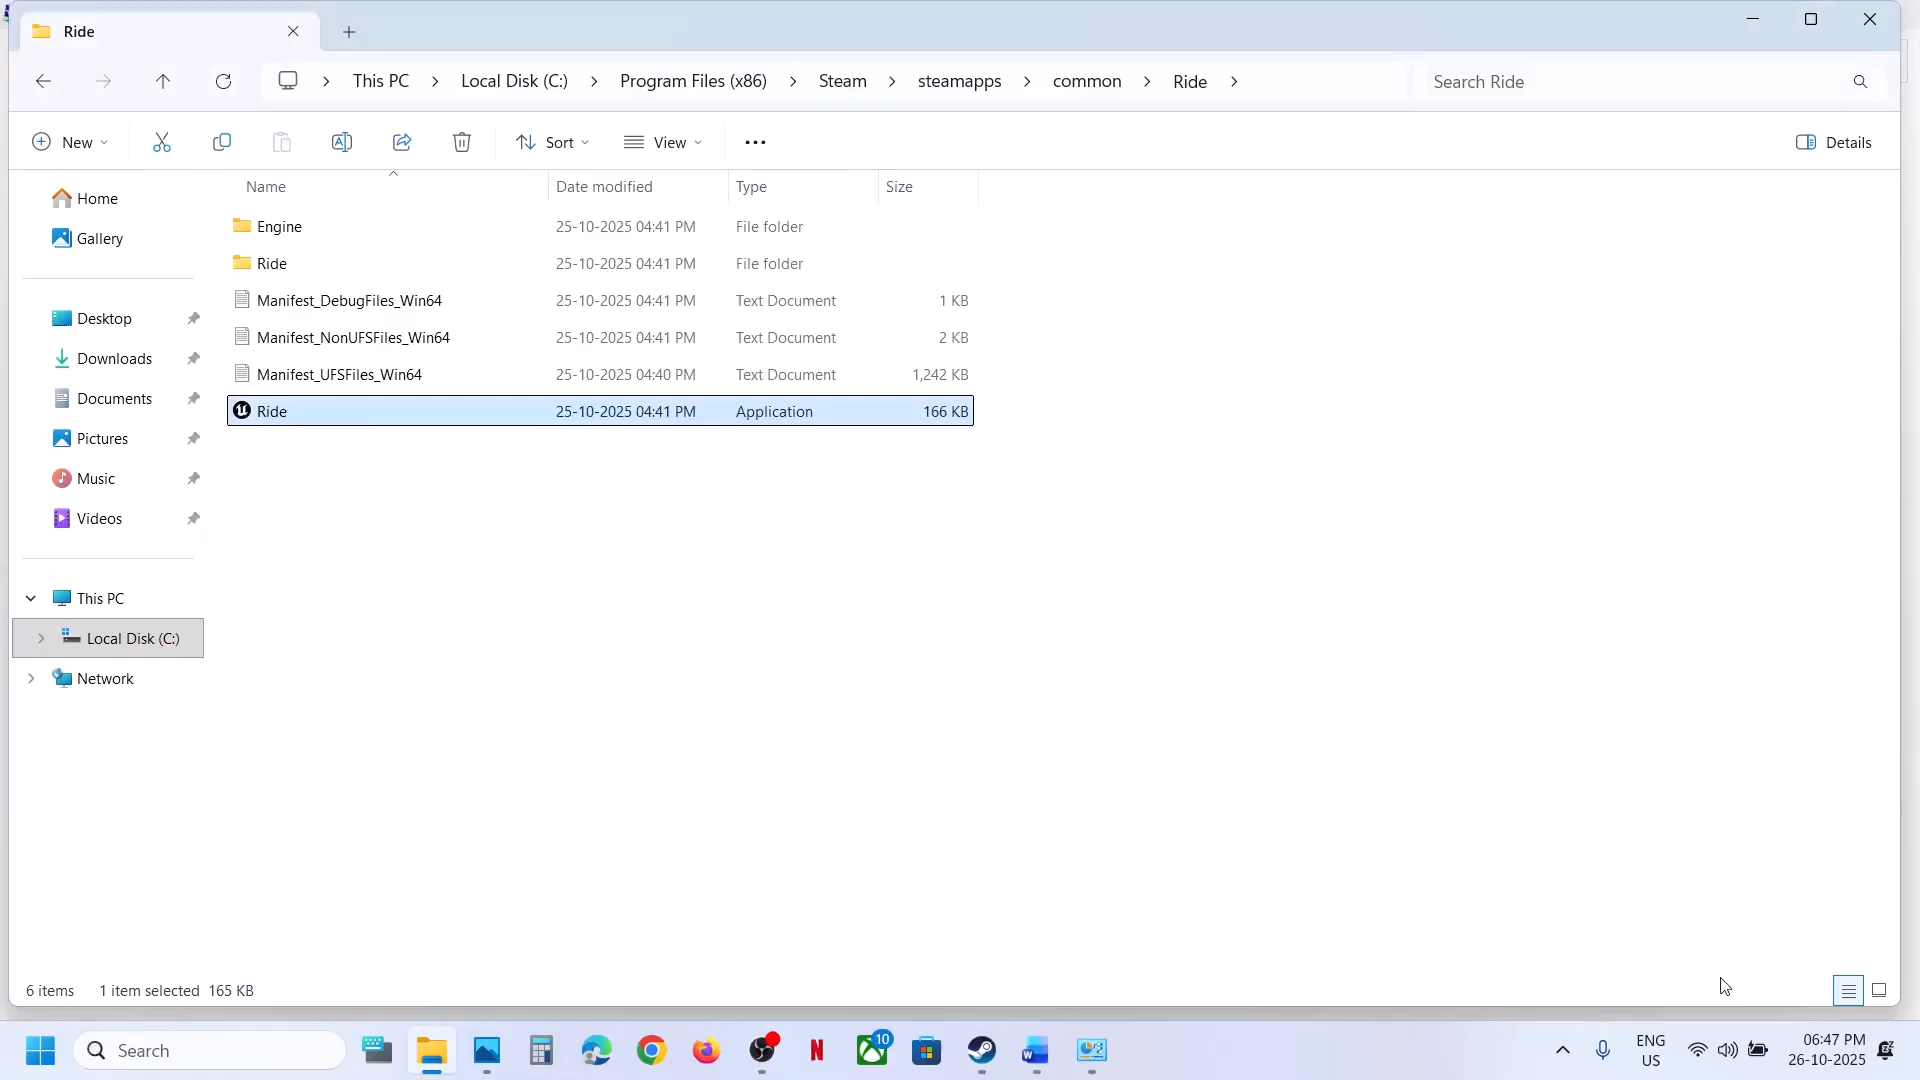 Ride
This PC
Local Disk (C:)
Program Files (x86)
Steam
steamapps
common
Ride
Search Ride
New
Sort
View
Details
Name
Date modified
Type
Size
Home
Gallery
Desktop
Downloads
Documents
Pictures
Music
Videos
This PC
Local Disk (C:)
Network
Engine 25-10-2025 04:41 PM File folder
Ride 25-10-2025 04:41 PM File folder
Manifest_DebugFiles_Win64 25-10-2025 04:41 PM Text Document 1 KB
Manifest_NonUFSFiles_Win64 25-10-2025 04:41 PM Text Document 2 KB
Manifest_UFSFiles_Win64 25-10-2025 04:40 PM Text Document 1,242 KB
Ride 25-10-2025 04:41 PM Application 166 KB
6 items 1 item selected 165 KB
Search
10
ENG
US
06:47 PM
26-10-2025